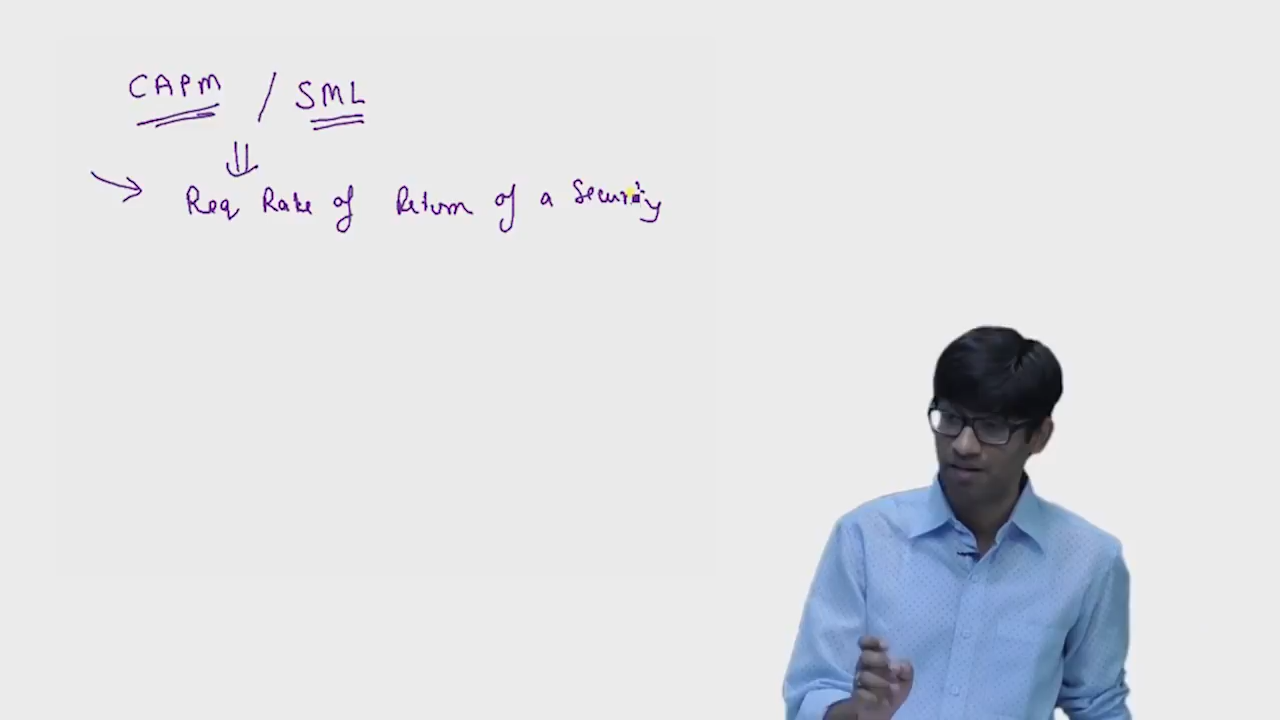 CAPM / SML
Req Rate of Return of a Security